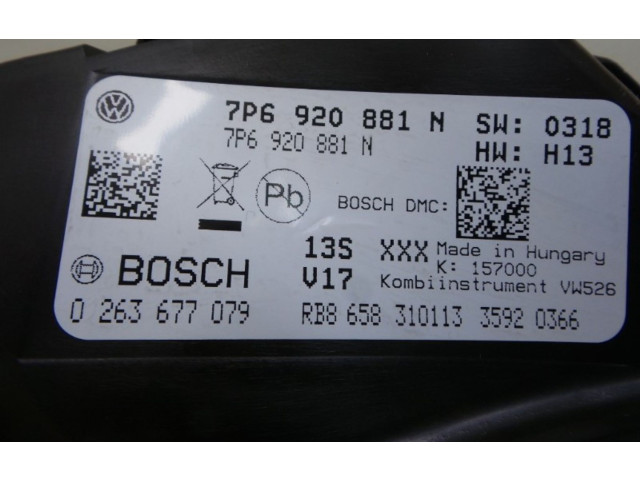 7P6 920 881 N SW: 0318
7P6 920 881 N HW: H13
Pb BOSCH DMC:
13S XXX Made in Hungary
K: 157000
BOSCH V17 Kombiinstrument VW526
0 263 677 079 RB8 658 310113 3592 0366